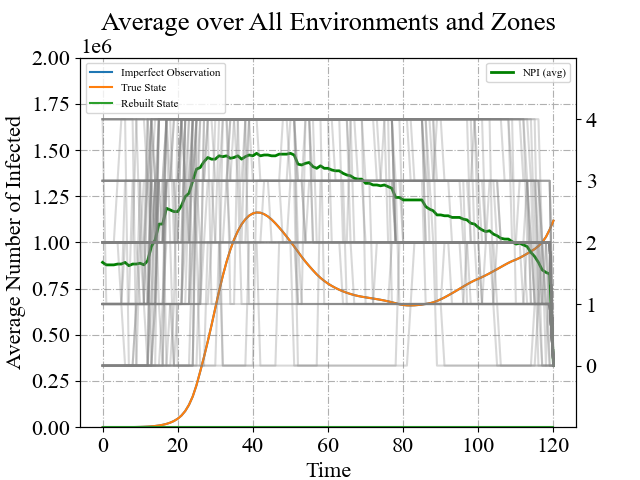 Average over All Environments and Zones
1e6
Imperfect Observation
True State
Rebuilt State
NPI (avg)
Average Number of Infected
2.00
1.75
1.50
1.25
1.00
0.75
0.50
0.25
0.00
4
3
2
1
0
0 20 40 60 80 100 120
Time